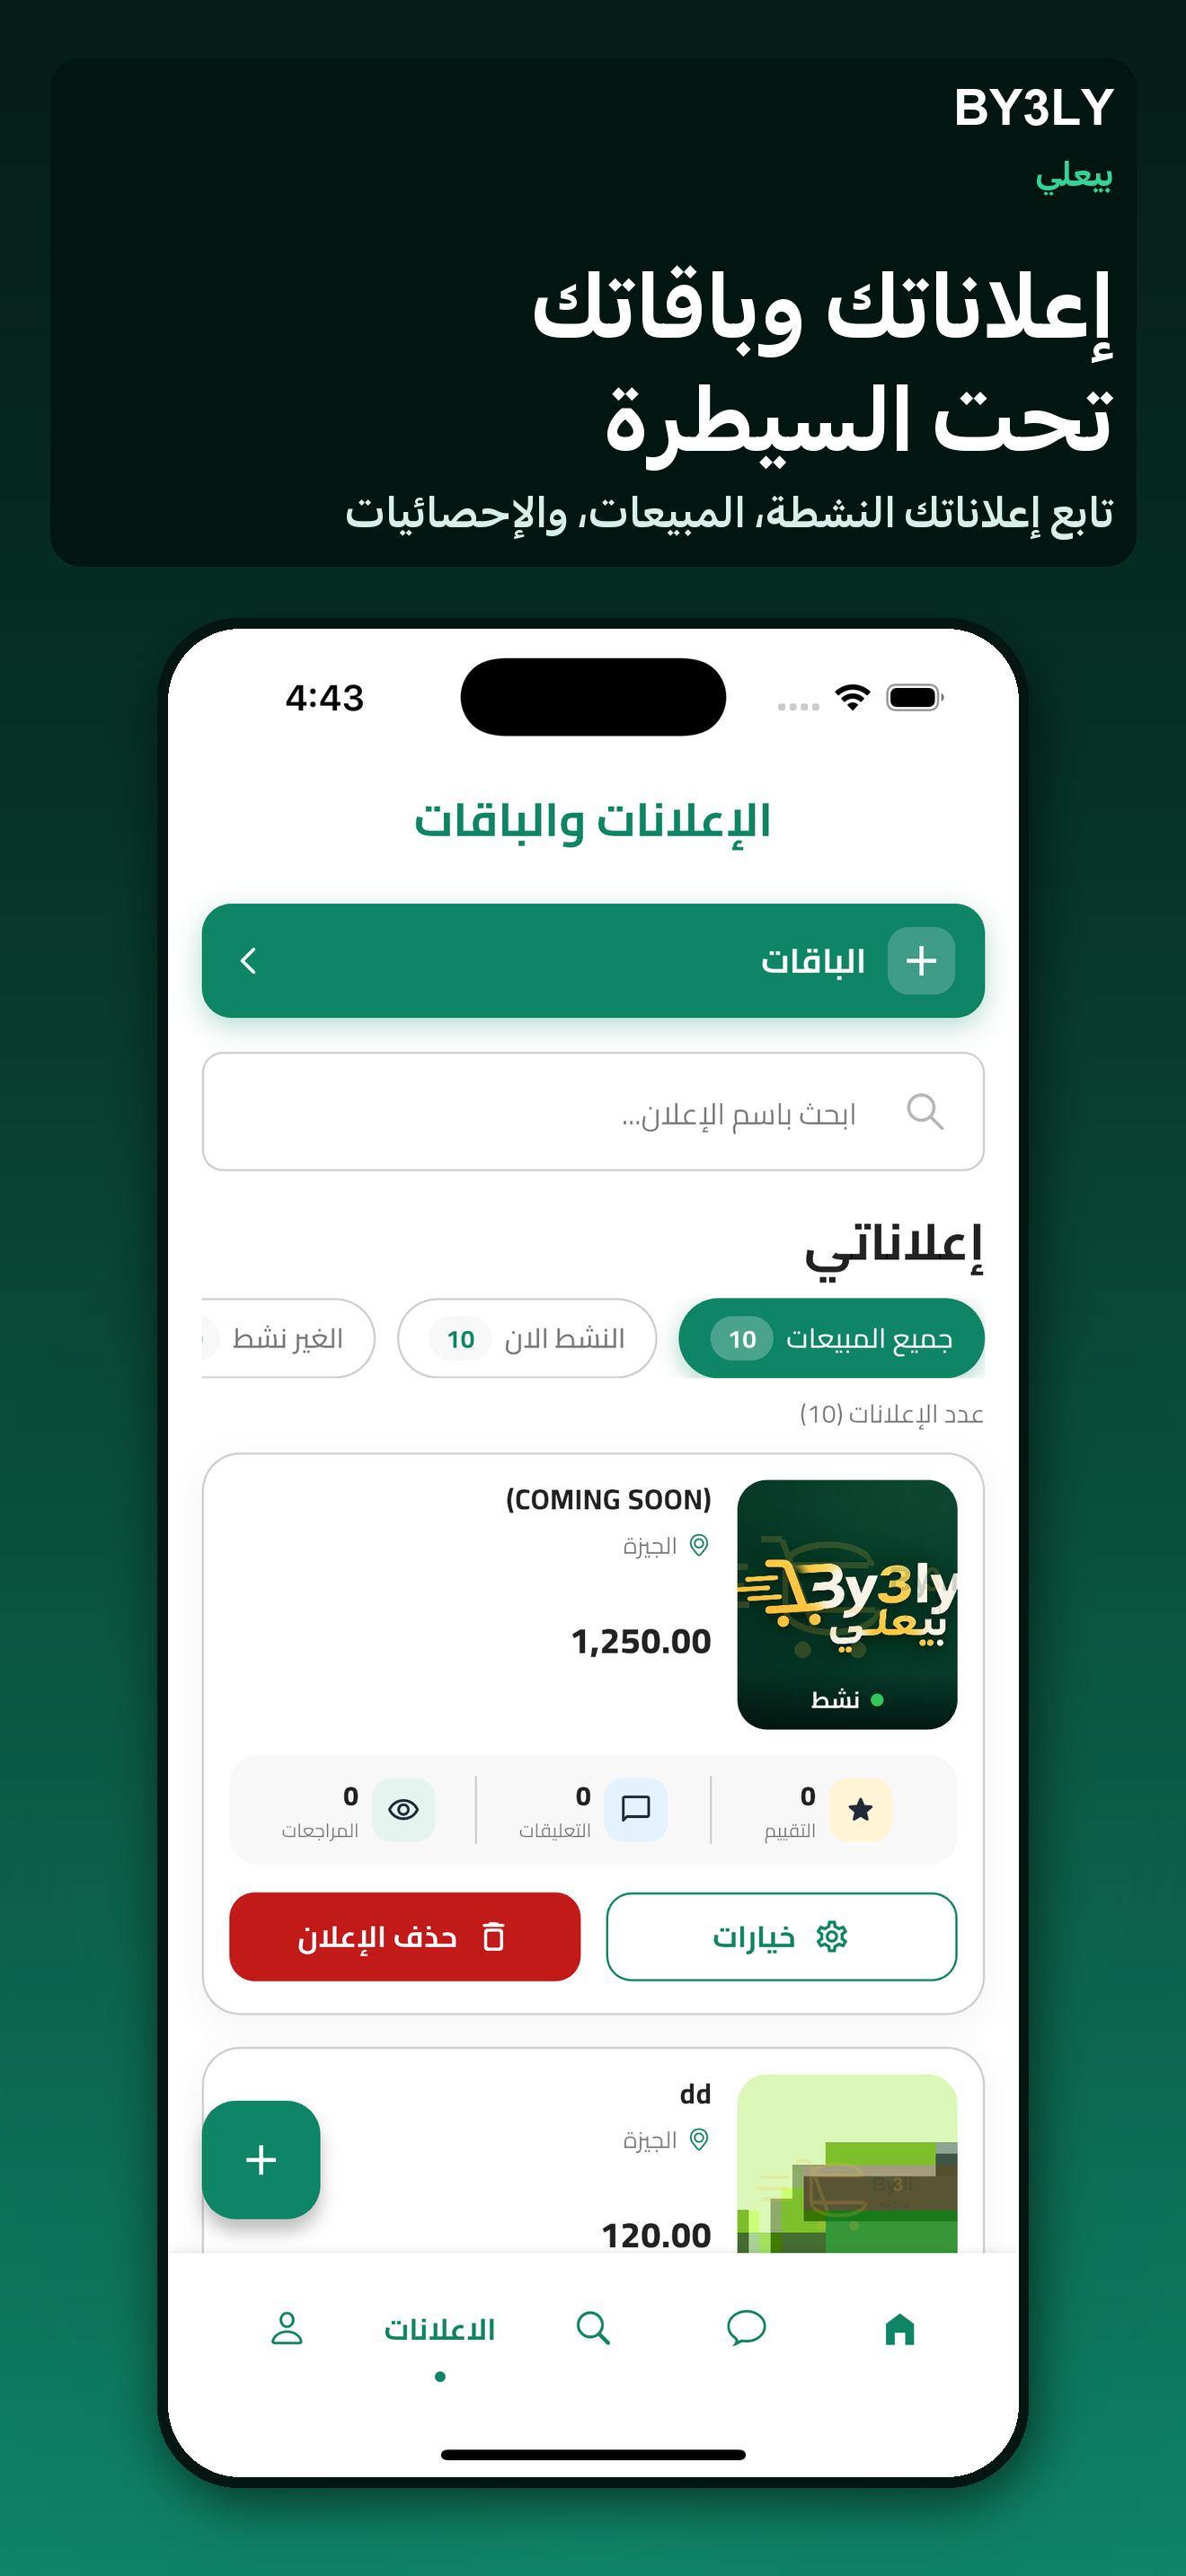 BY3LY
بيعلي
إعلاناتك وباقاتك
تحت السيطرة
تابع إعلاناتك النشطة، المبيعات، والإحصائيات
4:43
الإعلانات والباقات
الباقات
ابحث باسم الإعلان...
إعلاناتي
جميع المبيعات 10
النشط الان 10
الغير نشط
عدد الإعلانات (10)
(COMING SOON)
الجيزة
1,250.00
By3ly
بيعلي
نشط
0 التقييم
0 التعليقات
0 المراجعات
خيارات
حذف الإعلان
dd
الجيزة
120.00
الاعلانات